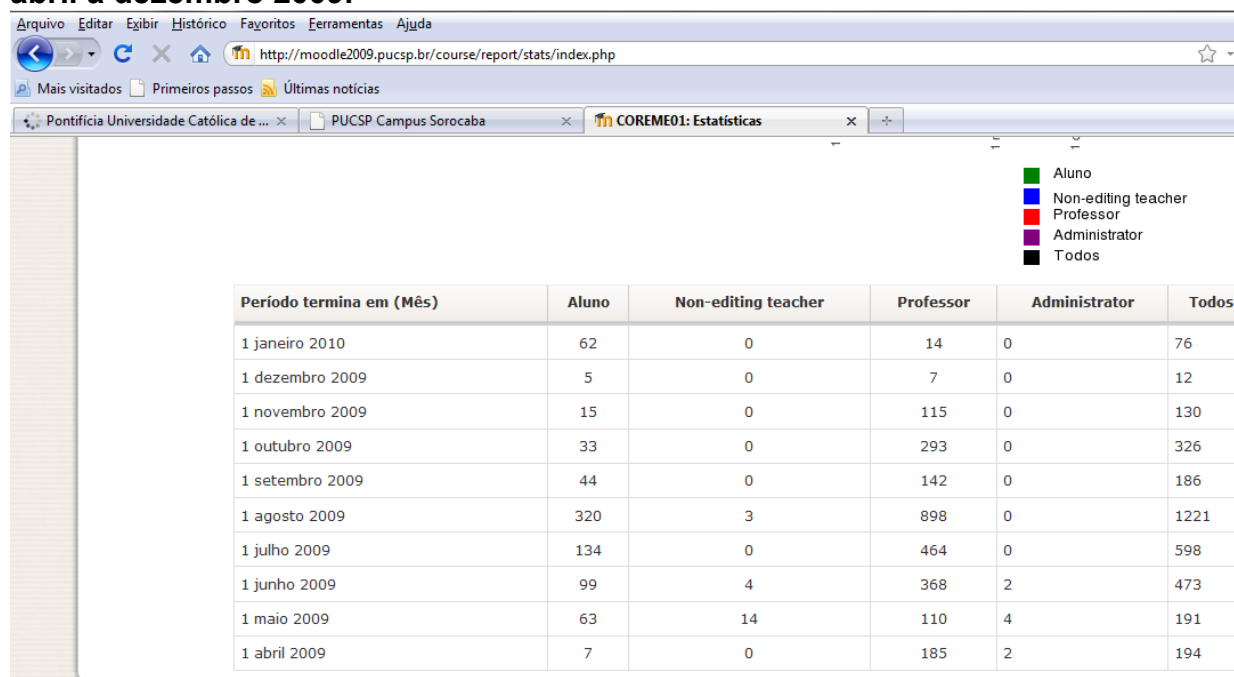 abril a dezembro 2009.
Arquivo Editar Exibir Histórico Favoritos Ferramentas Ajuda
http://moodle2009.pucsp.br/course/report/stats/index.php
Mais visitados Primeiros passos Últimas notícias
Pontifícia Universidade Católica de ... PUCSP Campus Sorocaba COREME01: Estatísticas
Aluno
Non-editing teacher
Professor
Administrator
Todos
Período termina em (Mês) Aluno Non-editing teacher Professor Administrator Todos
1 janeiro 2010 62 0 14 0 76
1 dezembro 2009 5 0 7 0 12
1 novembro 2009 15 0 115 0 130
1 outubro 2009 33 0 293 0 326
1 setembro 2009 44 0 142 0 186
1 agosto 2009 320 3 898 0 1221
1 julho 2009 134 0 464 0 598
1 junho 2009 99 4 368 2 473
1 maio 2009 63 14 110 4 191
1 abril 2009 7 0 185 2 194